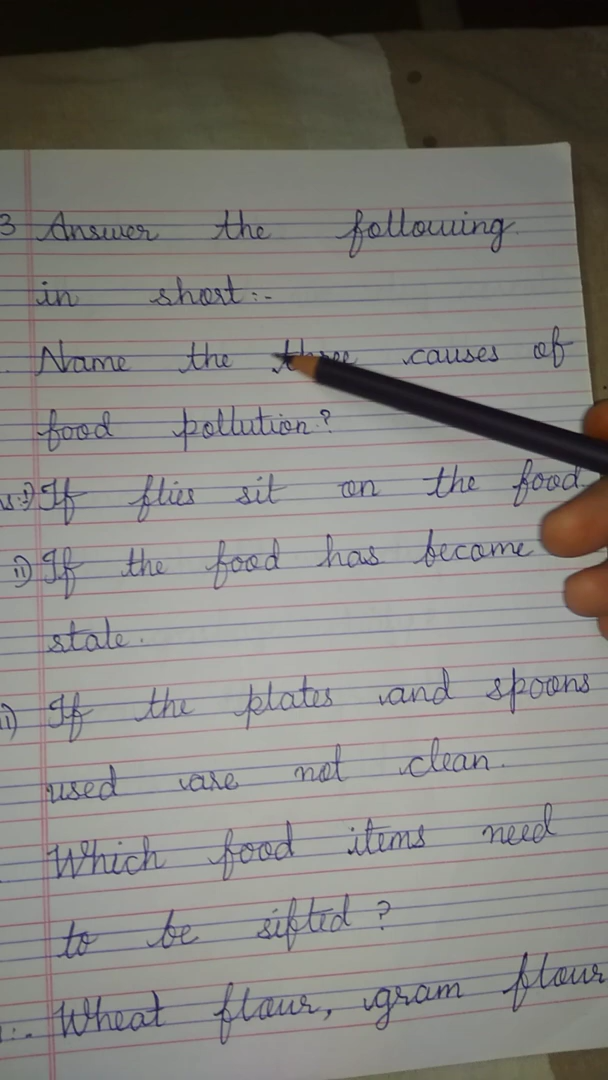 3 Answer the following
in short:-
Name the three causes of
food pollution?
s:i) If flies sit on the food.
ii) If the food has become
stale.
ii) If the plates and spoons
used are not clean.
Which food items need
to be sifted?
:- Wheat flour, gram flour